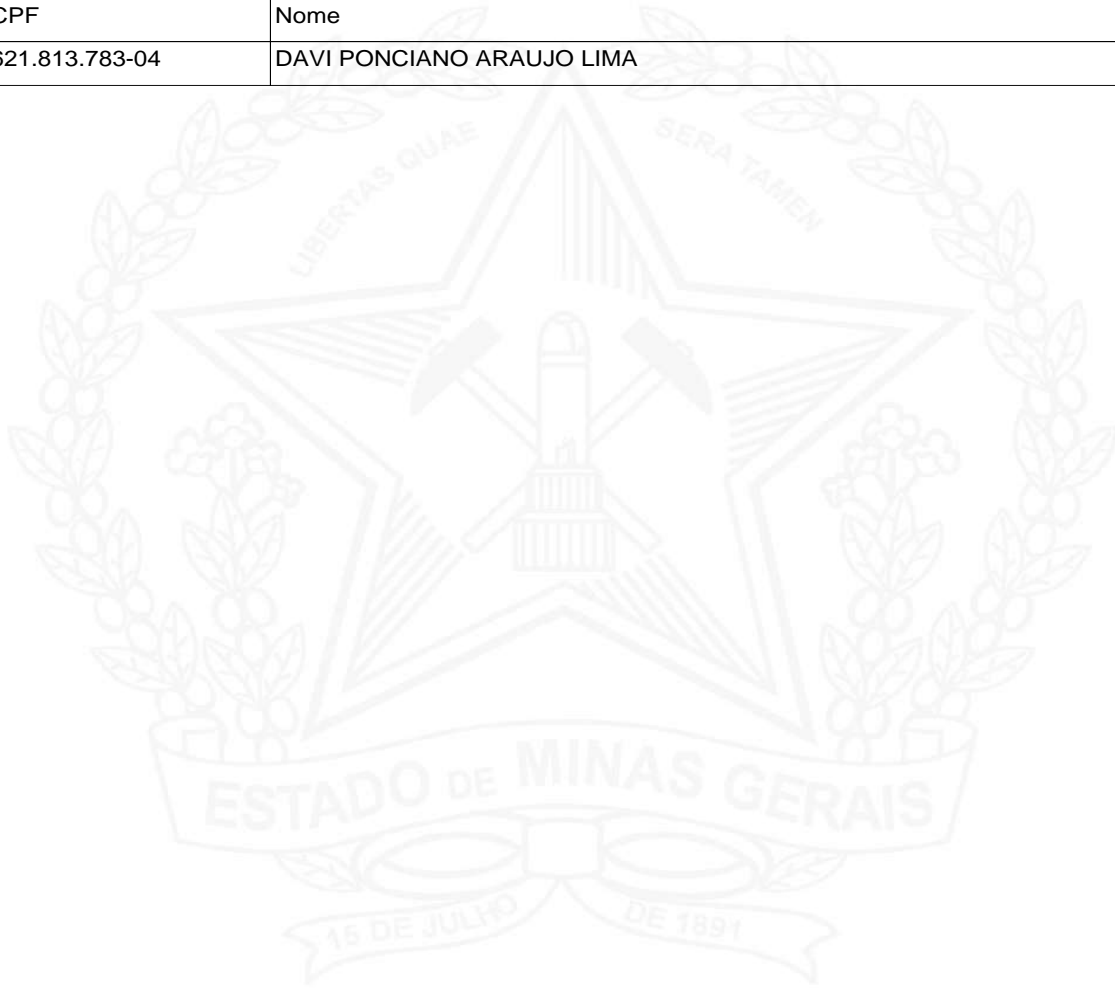 CPF Nome
621.813.783-04 DAVI PONCIANO ARAUJO LIMA
LIBERTAS QUAE SERA TAMEN
ESTADO DE MINAS GERAIS
15 DE JULHO DE 1891